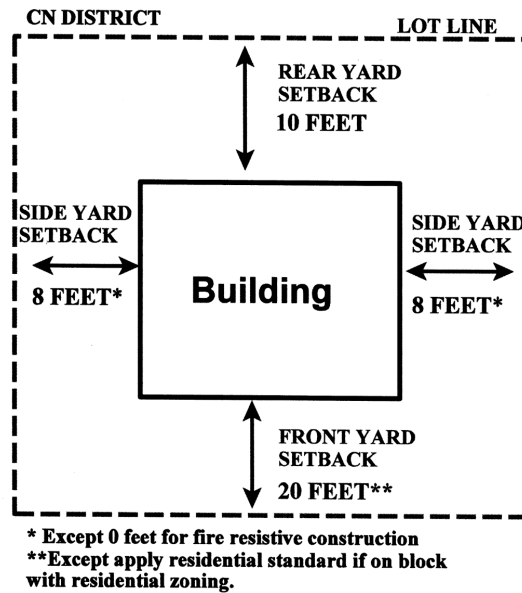 CN DISTRICT
LOT LINE
REAR YARD
SETBACK
10 FEET
SIDE YARD
SETBACK
8 FEET*
Building
SIDE YARD
SETBACK
8 FEET*
FRONT YARD
SETBACK
20 FEET**
* Except 0 feet for fire resistive construction
**Except apply residential standard if on block
with residential zoning.